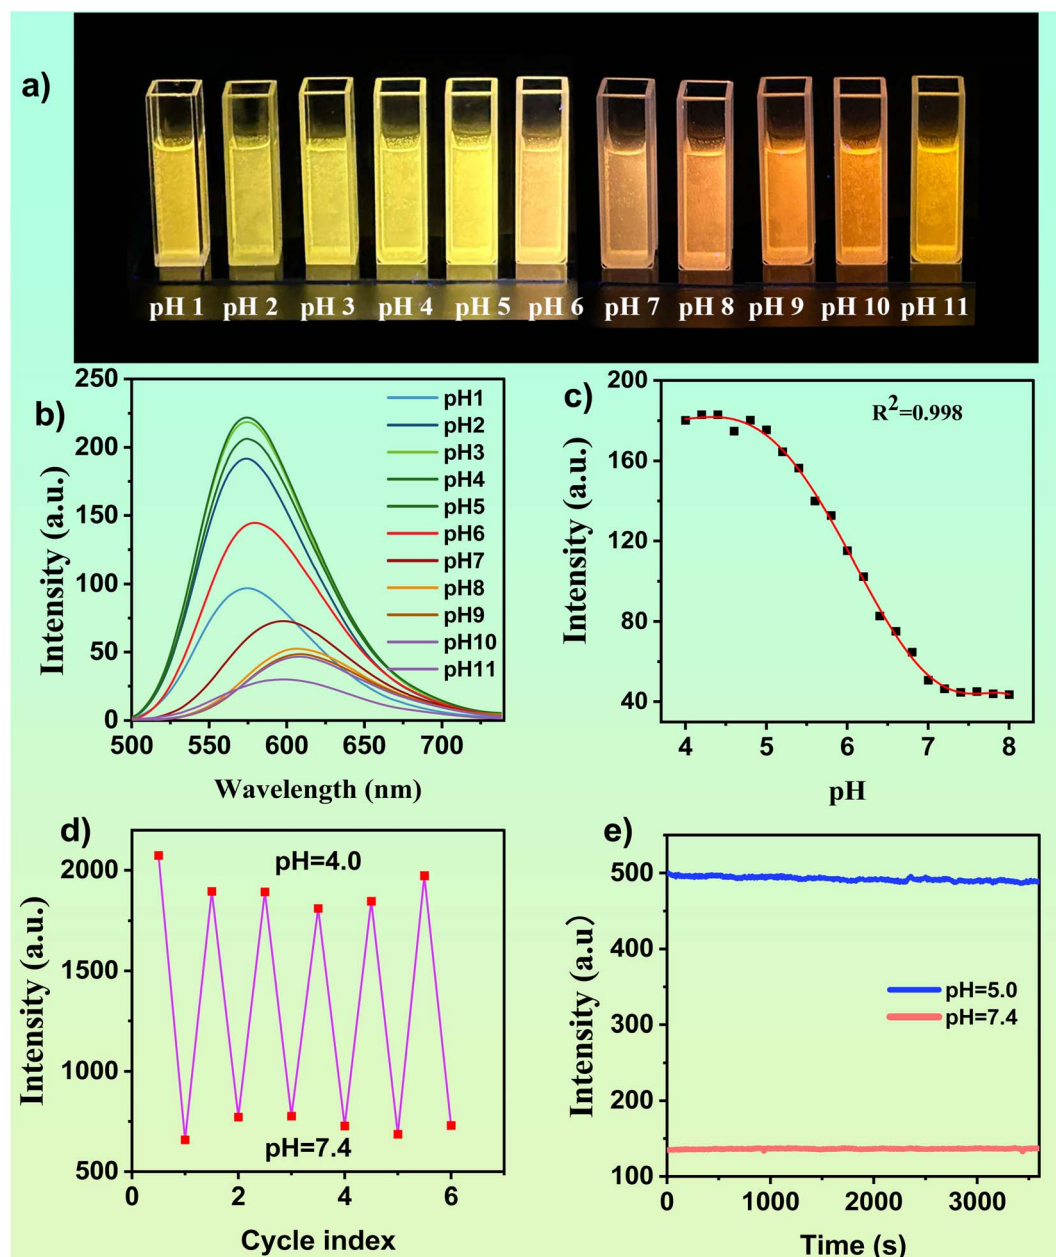 a)
pH 1 pH 2 pH 3 pH 4 pH 5 pH 6 pH 7 pH 8 pH 9 pH 10 pH 11
b)
250
200
150
100
50
0
500 550 600 650 700
Intensity (a.u.)
Wavelength (nm)
pH1
pH2
pH3
pH4
pH5
pH6
pH7
pH8
pH9
pH10
pH11
c)
R²=0.998
200
160
120
80
40
4 5 6 7 8
Intensity (a.u.)
pH
d)
pH=4.0
pH=7.4
2000
1500
1000
500
0 2 4 6
Intensity (a.u.)
Cycle index
e)
500
400
300
200
100
0 1000 2000 3000
Intensity (a.u)
Time (s)
pH=5.0
pH=7.4